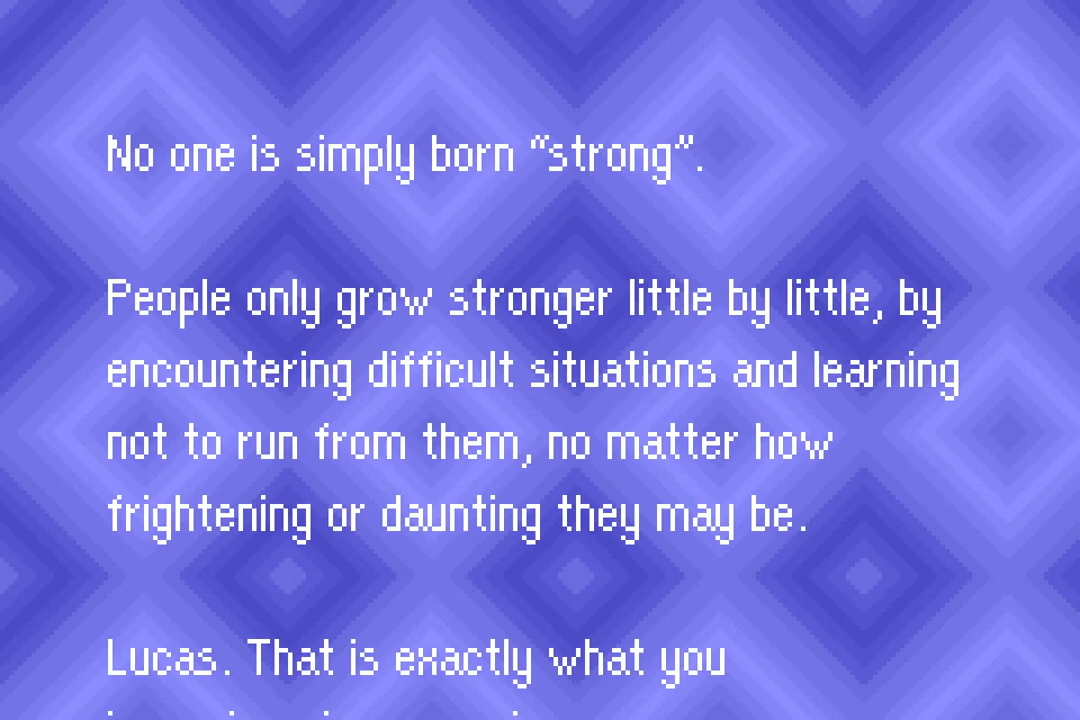 No one is simply born “strong”.
People only grow stronger little by little, by
encountering difficult situations and learning
not to run from them, no matter how
frightening or daunting they may be.
Lucas. That is exactly what you